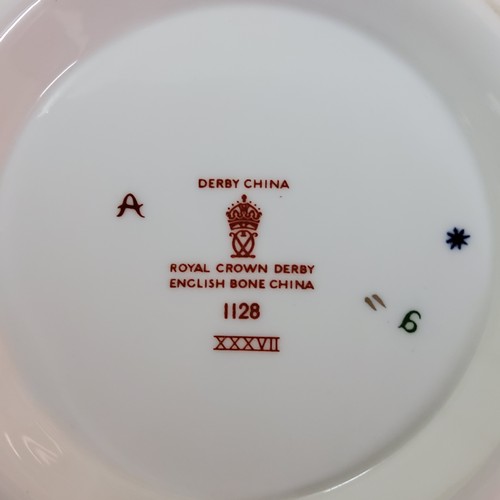 DERBY CHINA
A
ROYAL CROWN DERBY
ENGLISH BONE CHINA
1128
XXXVII